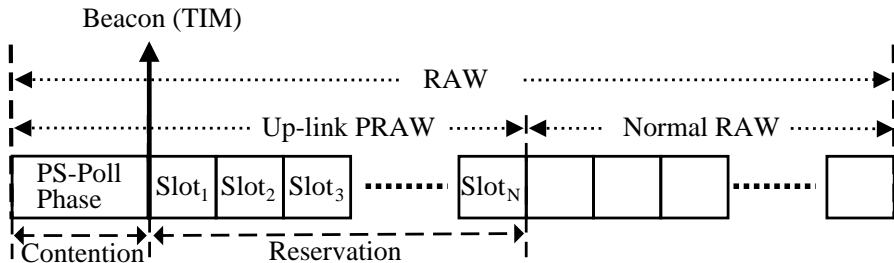 Beacon (TIM)
RAW
Up-link PRAW
Normal RAW
PS-Poll
Phase
Slot1
Slot2
Slot3
SlotN
Contention
Reservation